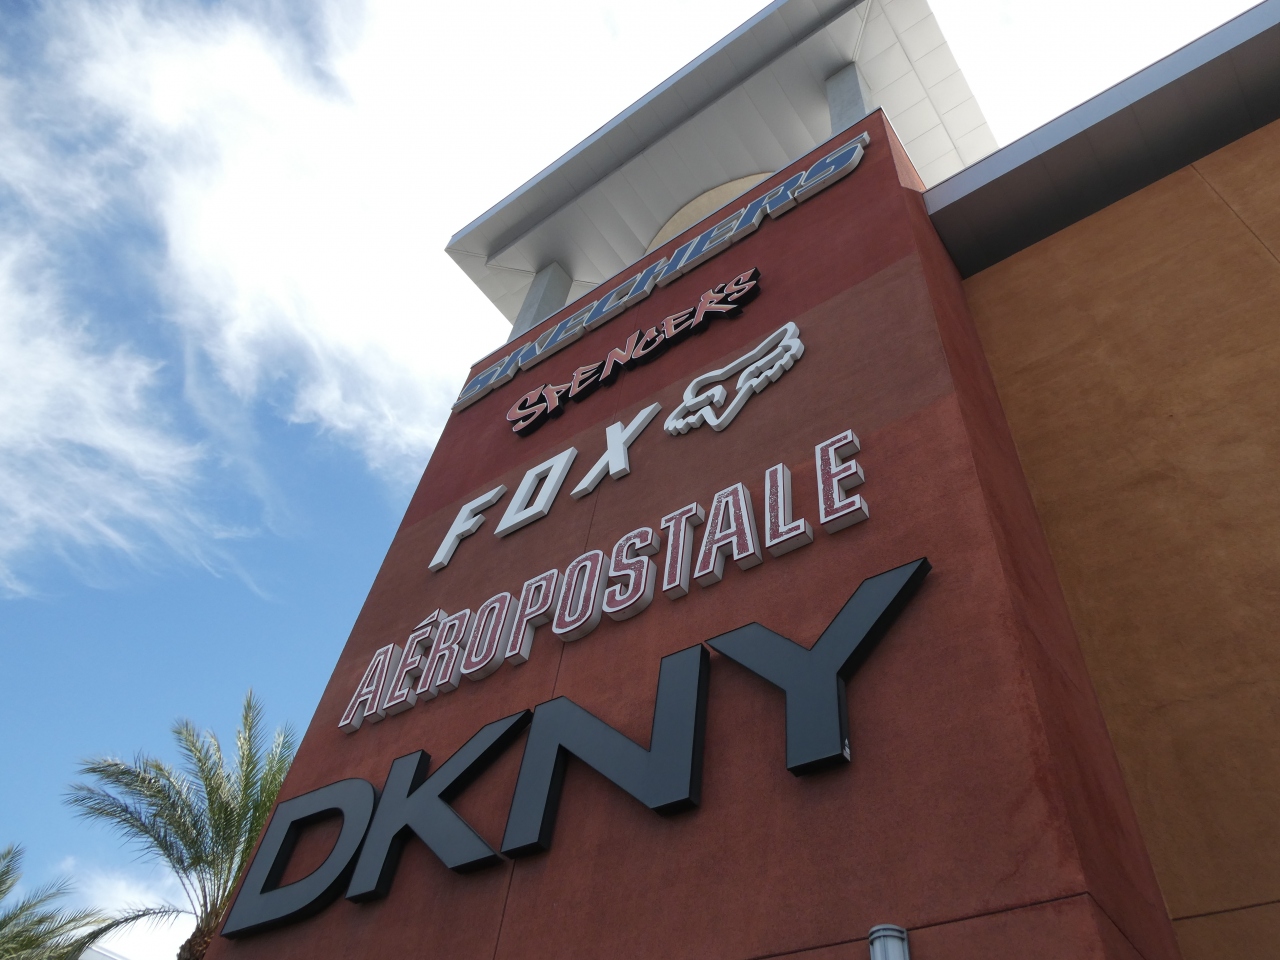 SKECHERS
SPENCER'S
FOX
AÉROPOSTALE
DKNY